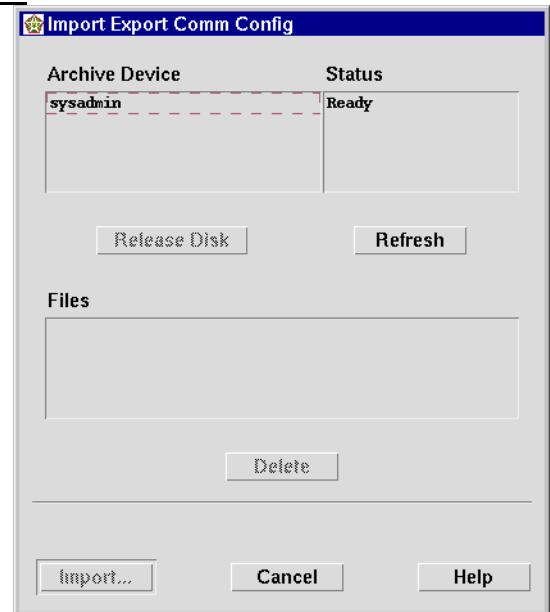 Import Export Comm Config
Archive Device Status
sysadmin Ready
Release Disk Refresh
Files
Delete
Import... Cancel Help